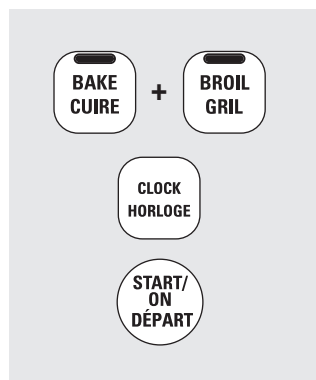 BAKE
CUIRE
+
BROIL
GRIL
CLOCK
HORLOGE
START/
ON
DÉPART